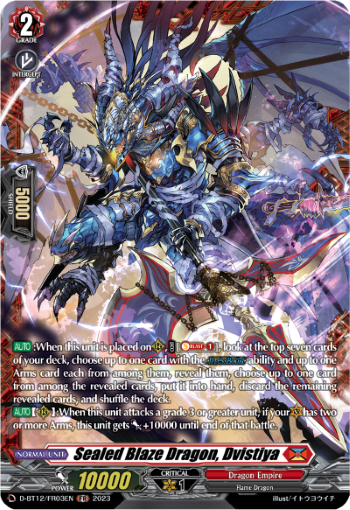 2
GRADE
INTERCEPT
5000
SHIELD
AUTO :When this unit is placed on , look at the top seven cards
of your deck, choose up to one card with the ability and up to one
Arms card each from among them, reveal them, choose up to one card
from among the revealed cards, put it into hand, discard the remaining
revealed cards, and shuffle the deck.
AUTO :When this unit attacks a grade 3 or greater unit, if your has two
or more Arms, this unit gets +10000 until end of that battle.
NORMAL UNIT
Sealed Blaze Dragon, Dvistiya
POWER 10000
CRITICAL
1
Dragon Empire
Flame Dragon
D-BT12/FR03EN FR 2023
illust/イトウヨウイチ